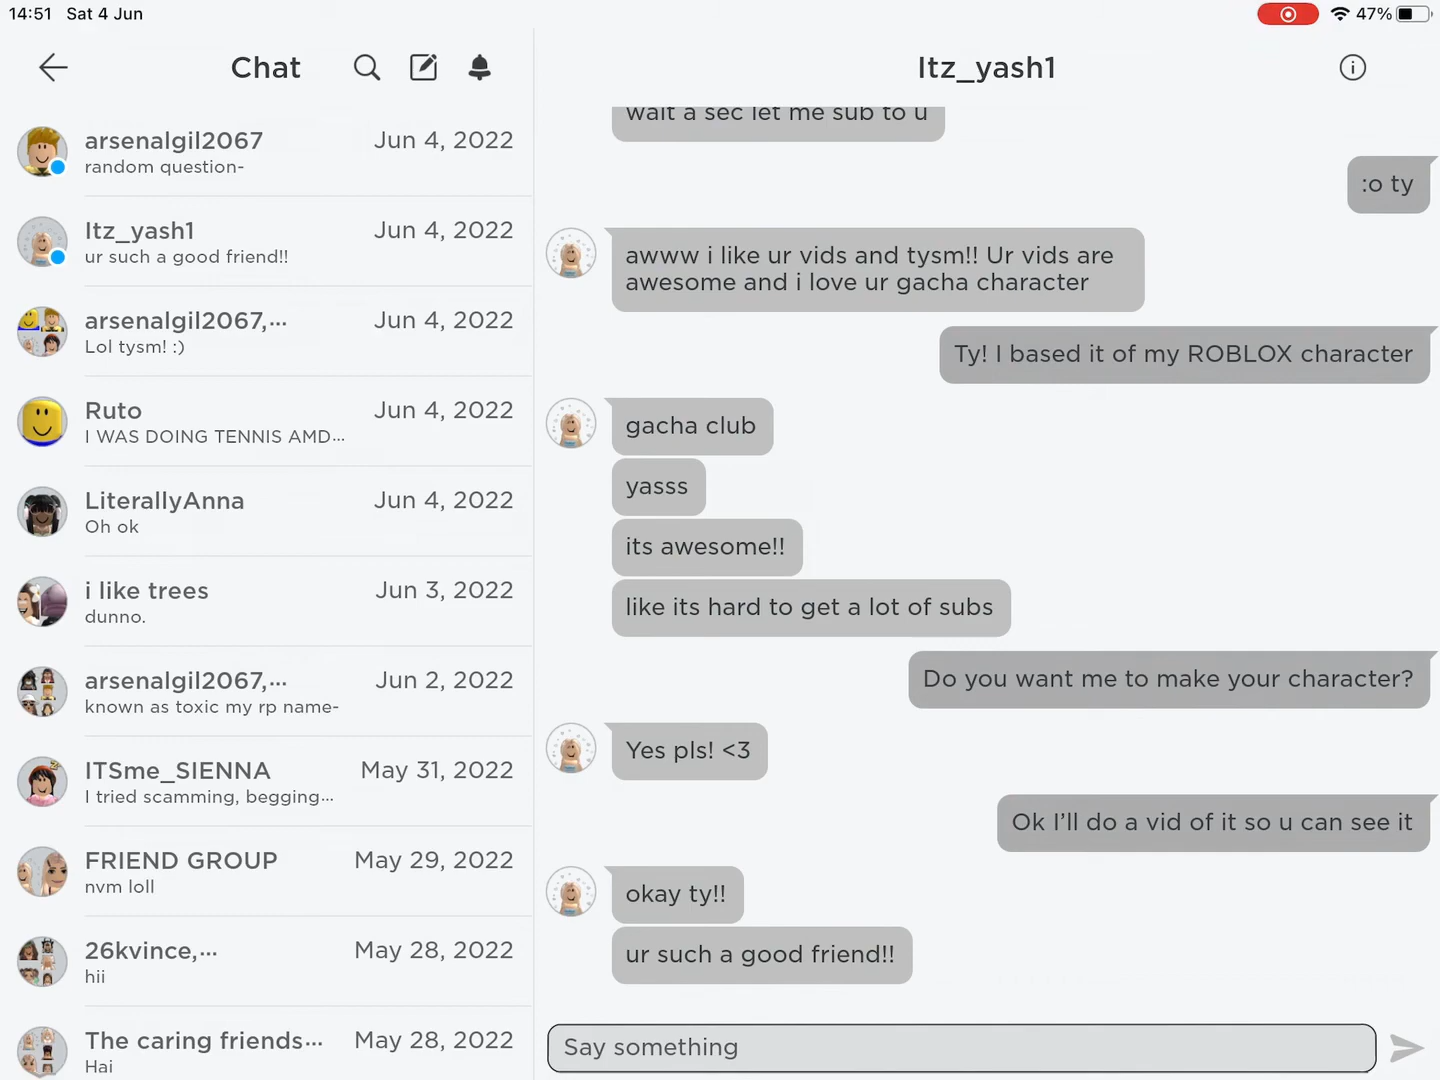 14:51 Sat 4 Jun
47%
Chat
arsenalgil2067 Jun 4, 2022
random question-
Itz_yash1 Jun 4, 2022
ur such a good friend!!
arsenalgil2067,... Jun 4, 2022
Lol tysm! :)
Ruto Jun 4, 2022
I WAS DOING TENNIS AMD...
LiterallyAnna Jun 4, 2022
Oh ok
i like trees Jun 3, 2022
dunno.
arsenalgil2067,... Jun 2, 2022
known as toxic my rp name-
ITSme_SIENNA May 31, 2022
I tried scamming, begging...
FRIEND GROUP May 29, 2022
nvm loll
26kvince,... May 28, 2022
hii
The caring friends... May 28, 2022
Hai
Itz_yash1
wait a sec let me sub to u
:o ty
awww i like ur vids and tysm!! Ur vids are
awesome and i love ur gacha character
Ty! I based it of my ROBLOX character
gacha club
yasss
its awesome!!
like its hard to get a lot of subs
Do you want me to make your character?
Yes pls! <3
Ok I’ll do a vid of it so u can see it
okay ty!!
ur such a good friend!!
Say something